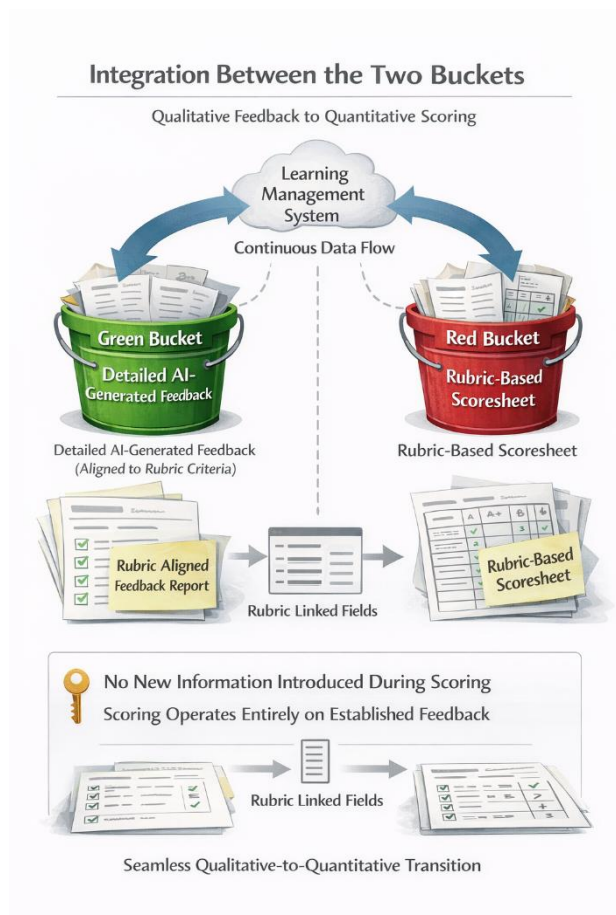 Integration Between the Two Buckets
Qualitative Feedback to Quantitative Scoring
Learning
Management
System
Continuous Data Flow
Green Bucket
Detailed AI-
Generated Feedback
Red Bucket
Rubric-Based
Scoresheet
Detailed AI-Generated Feedback
(Aligned to Rubric Criteria)
Rubric-Based Scoresheet
Rubric Aligned
Feedback Report
Rubric Linked Fields
A A+ B
3
Rubric-Based
Scoresheet
No New Information Introduced During Scoring
Scoring Operates Entirely on Established Feedback
Rubric Linked Fields
Seamless Qualitative-to-Quantitative Transition